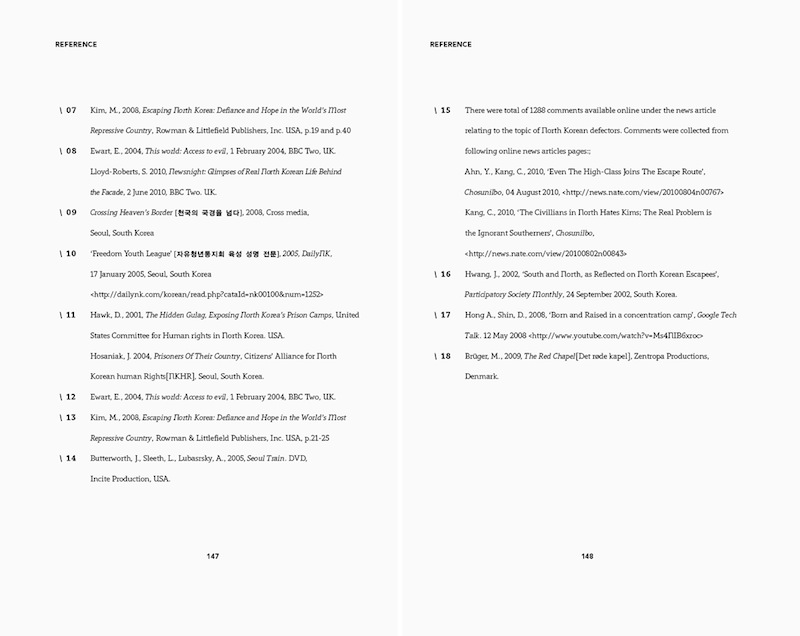 REFERENCE
\ 07 Kim, M., 2008, Escaping North Korea: Defiance and Hope in the World's Most
Repressive Country, Rowman & Littlefield Publishers, Inc. USA, p.19 and p.40
\ 08 Ewart, E., 2004, This world: Access to evil, 1 February 2004, BBC Two, UK.
Lloyd-Roberts, S. 2010, Newsnight: Glimpses of Real North Korean Life Behind
the Facade, 2 June 2010, BBC Two. UK.
\ 09 Crossing Heaven's Border [천국의 국경을 넘다], 2008, Cross media,
Seoul, South Korea
\ 10 'Freedom Youth League' [자유청년동지회 육성 성명 전문], 2005, DailyNK,
17 January 2005, Seoul, South Korea
<http://dailynk.com/korean/read.php?cataId=nk00100&num=1252>
\ 11 Hawk, D., 2001, The Hidden Gulag, Exposing North Korea's Prison Camps, United
States Committee for Human rights in North Korea. USA.
Hosaniak, J. 2004, Prisoners Of Their Country, Citizens' Alliance for North
Korean human Rights[NKHR], Seoul, South Korea.
\ 12 Ewart, E., 2004, This world: Access to evil, 1 February 2004, BBC Two, UK.
\ 13 Kim, M., 2008, Escaping North Korea: Defiance and Hope in the World's Most
Repressive Country, Rowman & Littlefield Publishers, Inc. USA, p.21-25
\ 14 Butterworth, J., Sleeth, L., Lubasrsky, A., 2005, Seoul Train. DVD,
Incite Production, USA.
147
REFERENCE
\ 15 There were total of 1288 comments available online under the news article
relating to the topic of North Korean defectors. Comments were collected from
following online news articles pages:;
Ahn, Y., Kang, C., 2010, 'Even The High-Class Joins The Escape Route',
Chosunilbo, 04 August 2010, <http://news.nate.com/view/20100804n00767>
Kang, C., 2010, 'The Civillians in North Hates Kims; The Real Problem is
the Ignorant Southerners', Chosunilbo,
<http://news.nate.com/view/20100802n00843>
\ 16 Hwang, J., 2002, 'South and North, as Reflected on North Korean Escapees',
Participatory Society Monthly, 24 September 2002, South Korea.
\ 17 Hong A., Shin, D., 2008, 'Born and Raised in a concentration camp', Google Tech
Talk. 12 May 2008 <http://www.youtube.com/watch?v=Ms4NIB6xroc>
\ 18 Brüger, M., 2009, The Red Chapel[Det røde kapel], Zentropa Productions,
Denmark.
148